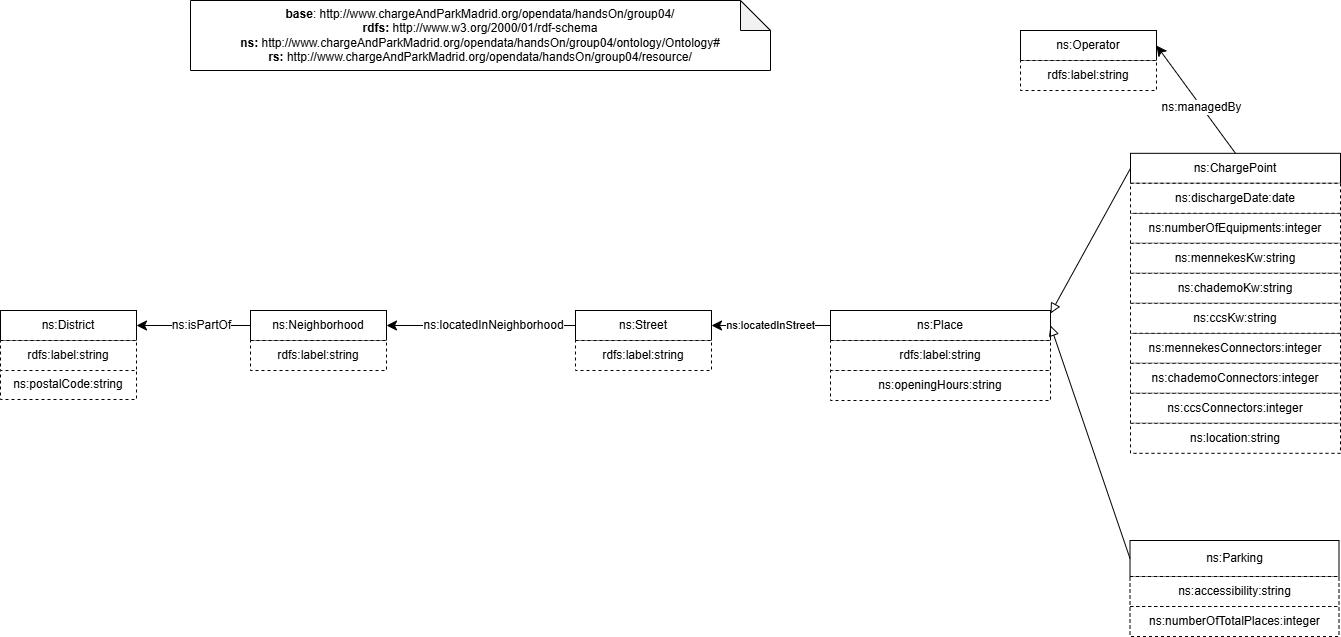 base: http://www.chargeAndParkMadrid.org/opendata/handsOn/group04/
rdfs: http://www.w3.org/2000/01/rdf-schema
ns: http://www.chargeAndParkMadrid.org/opendata/handsOn/group04/ontology/Ontology#
rs: http://www.chargeAndParkMadrid.org/opendata/handsOn/group04/resource/
ns:Operator
rdfs:label:string
ns:managedBy
ns:ChargePoint
ns:dischargeDate:date
ns:numberOfEquipments:integer
ns:mennekesKw:string
ns:chademoKw:string
ns:ccsKw:string
ns:mennekesConnectors:integer
ns:chademoConnectors:integer
ns:ccsConnectors:integer
ns:location:string
ns:District
rdfs:label:string
ns:postalCode:string
ns:isPartOf
ns:Neighborhood
rdfs:label:string
ns:locatedInNeighborhood
ns:Street
rdfs:label:string
ns:locatedInStreet
ns:Place
rdfs:label:string
ns:openingHours:string
ns:Parking
ns:accessibility:string
ns:numberOfTotalPlaces:integer